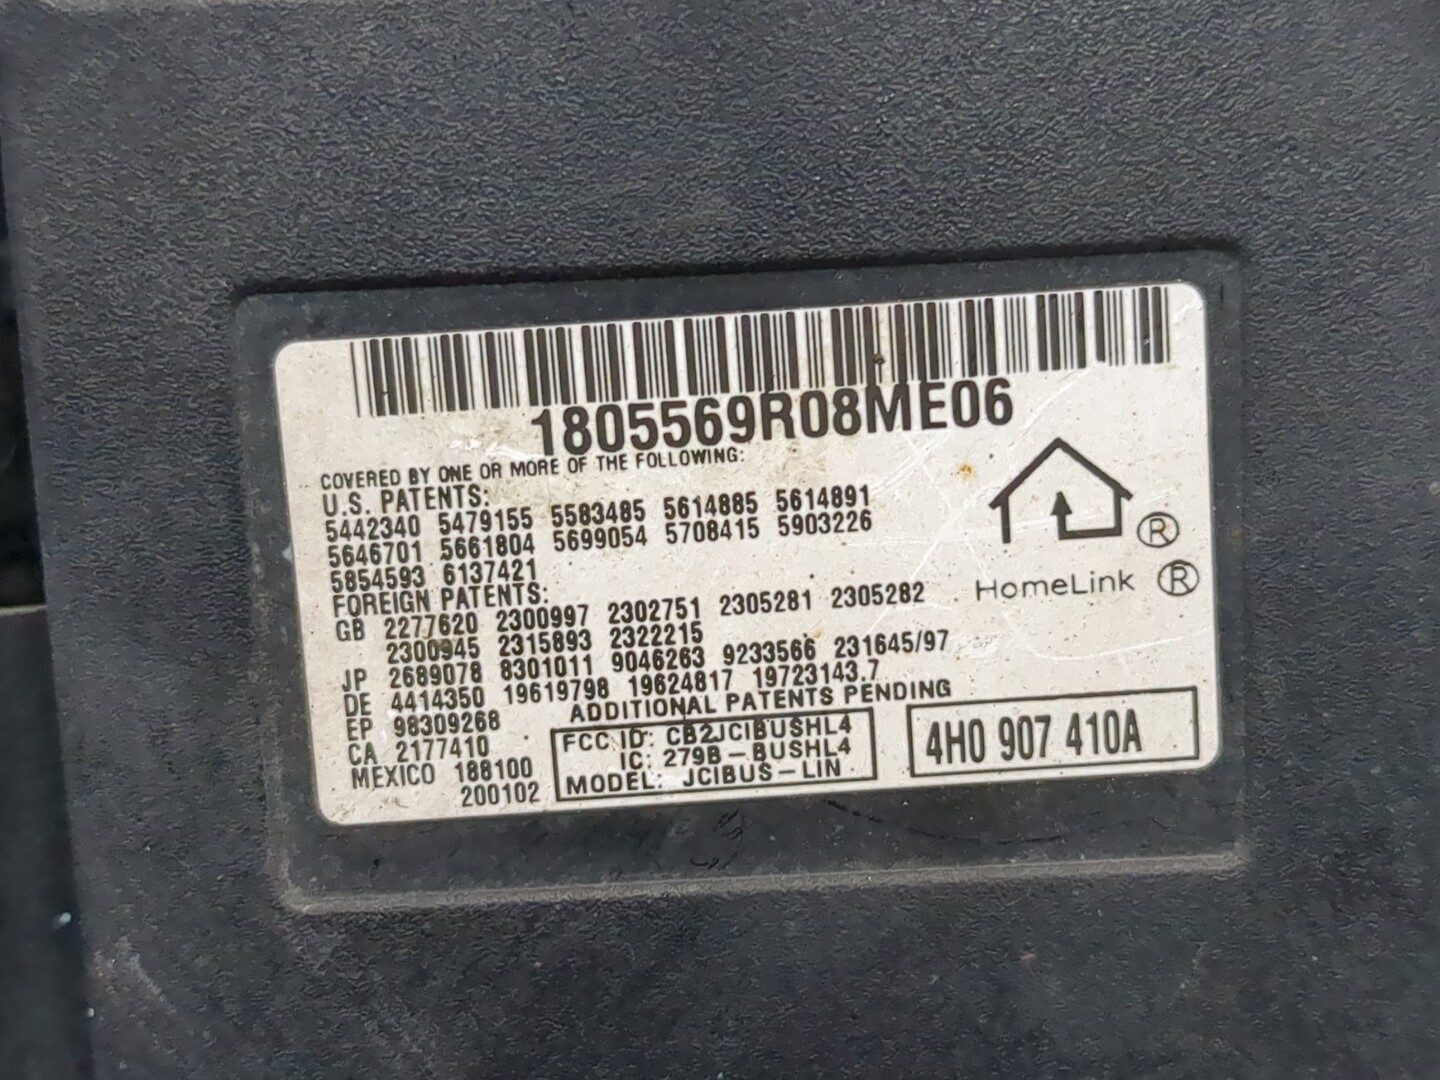 1805569R08ME06
COVERED BY ONE OR MORE OF THE FOLLOWING:
U.S. PATENTS:
5442340 5479155 5583485 5614885 5614891
5646701 5661804 5699054 5708415 5903226
5854593 6137421
FOREIGN PATENTS:
GB 2277620 2300997 2302751 2305281 2305282
2300945 2315893 2322215
JP 2689078 8301011 9046263 9233566 231645/97
DE 4414350 19619798 19624817 19723143.7
EP 98309268
ADDITIONAL PATENTS PENDING
CA 2177410
MEXICO 188100
200102
FCC ID: CB2JCIBUSHL4
IC: 279B-BUSHL4
MODEL: JCIBUS-LIN
®
HomeLink ®
4H0 907 410A